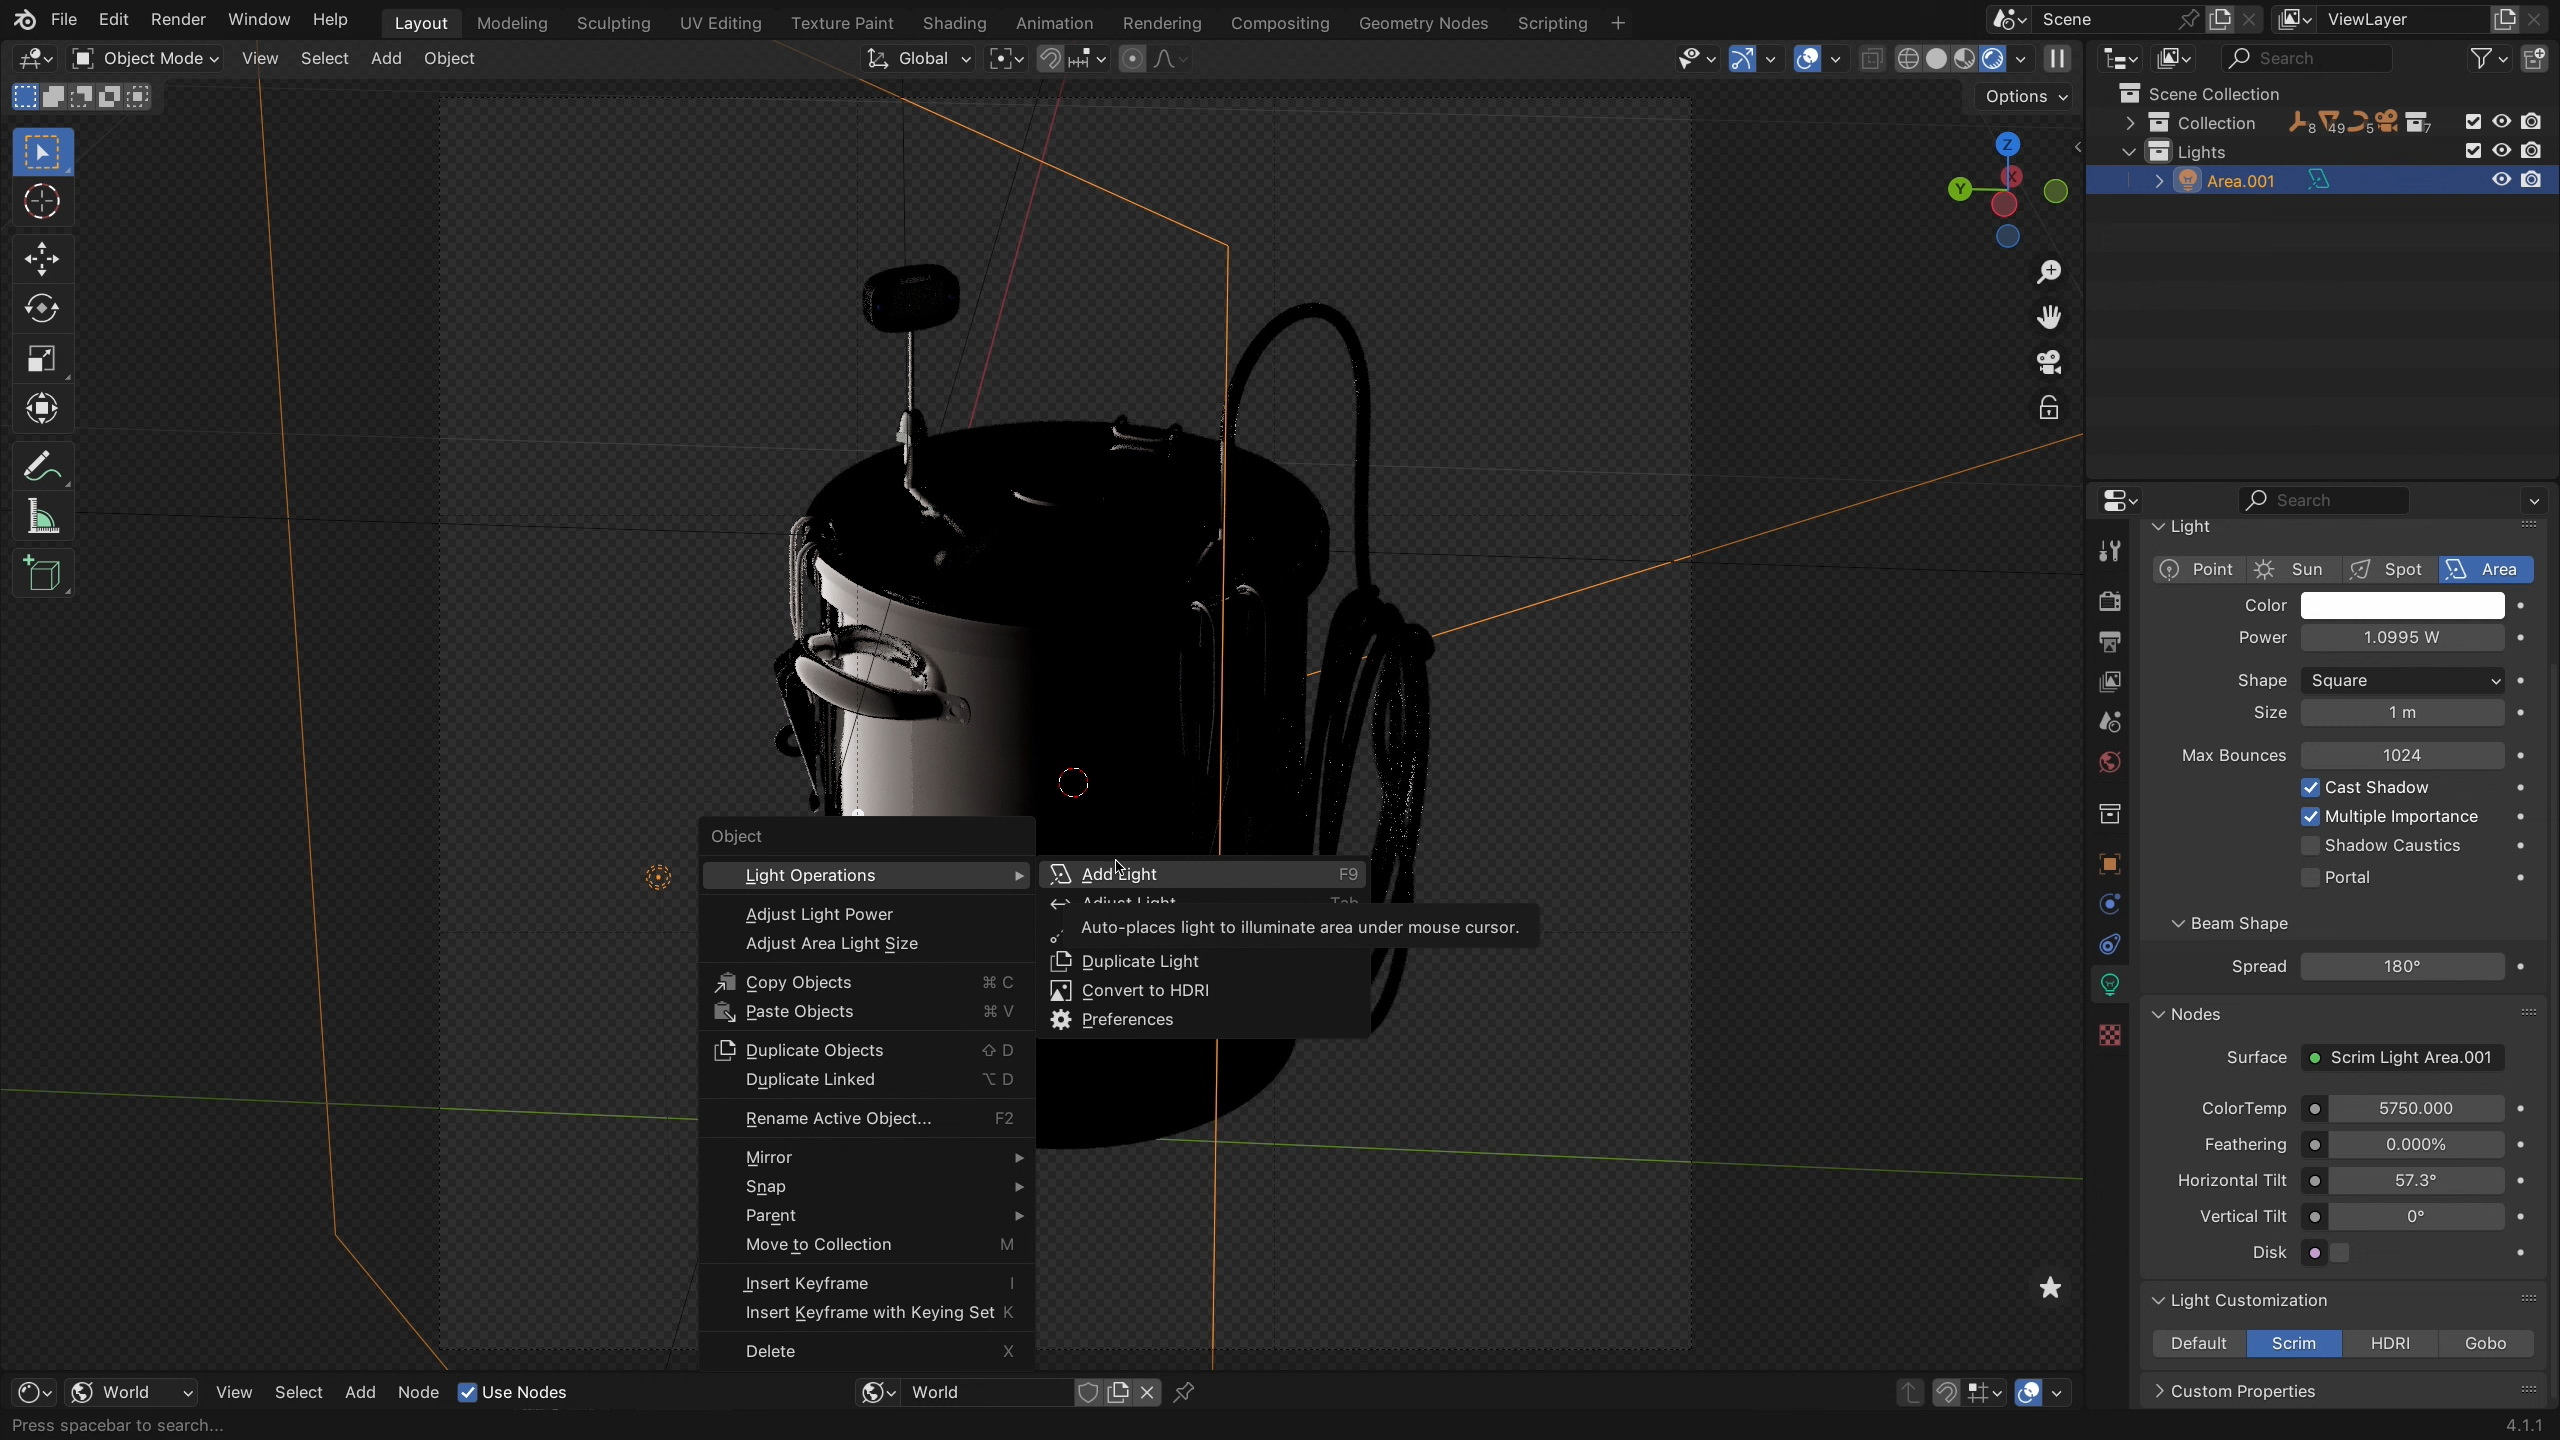 File Edit Render Window Help Layout Modeling Sculpting UV Editing Texture Paint Shading Animation Rendering Compositing Geometry Nodes Scripting +
Scene ViewLayer
Object Mode View Select Add Object Global
Options
Z
X
Y
Search
Scene Collection
Collection 8 49 5 7
Lights
Area.001
Search
Light
Point Sun Spot Area
Color
Power 1.0995 W
Shape Square
Size 1 m
Max Bounces 1024
Cast Shadow
Multiple Importance
Shadow Caustics
Portal
Beam Shape
Spread 180°
Nodes
Surface Scrim Light Area.001
ColorTemp 5750.000
Feathering 0.000%
Horizontal Tilt 57.3°
Vertical Tilt 0°
Disk
Light Customization
Default Scrim HDRI Gobo
Custom Properties
Object
Light Operations
Adjust Light Power
Adjust Area Light Size
Copy Objects ⌘ C
Paste Objects ⌘ V
Duplicate Objects ⇧ D
Duplicate Linked ⌥ D
Rename Active Object... F2
Mirror
Snap
Parent
Move to Collection M
Insert Keyframe I
Insert Keyframe with Keying Set K
Delete X
Add Light F9
Adjust Light Tab
Auto-places light to illuminate area under mouse cursor.
Duplicate Light
Convert to HDRI
Preferences
World View Select Add Node Use Nodes World
Press spacebar to search...
4.1.1